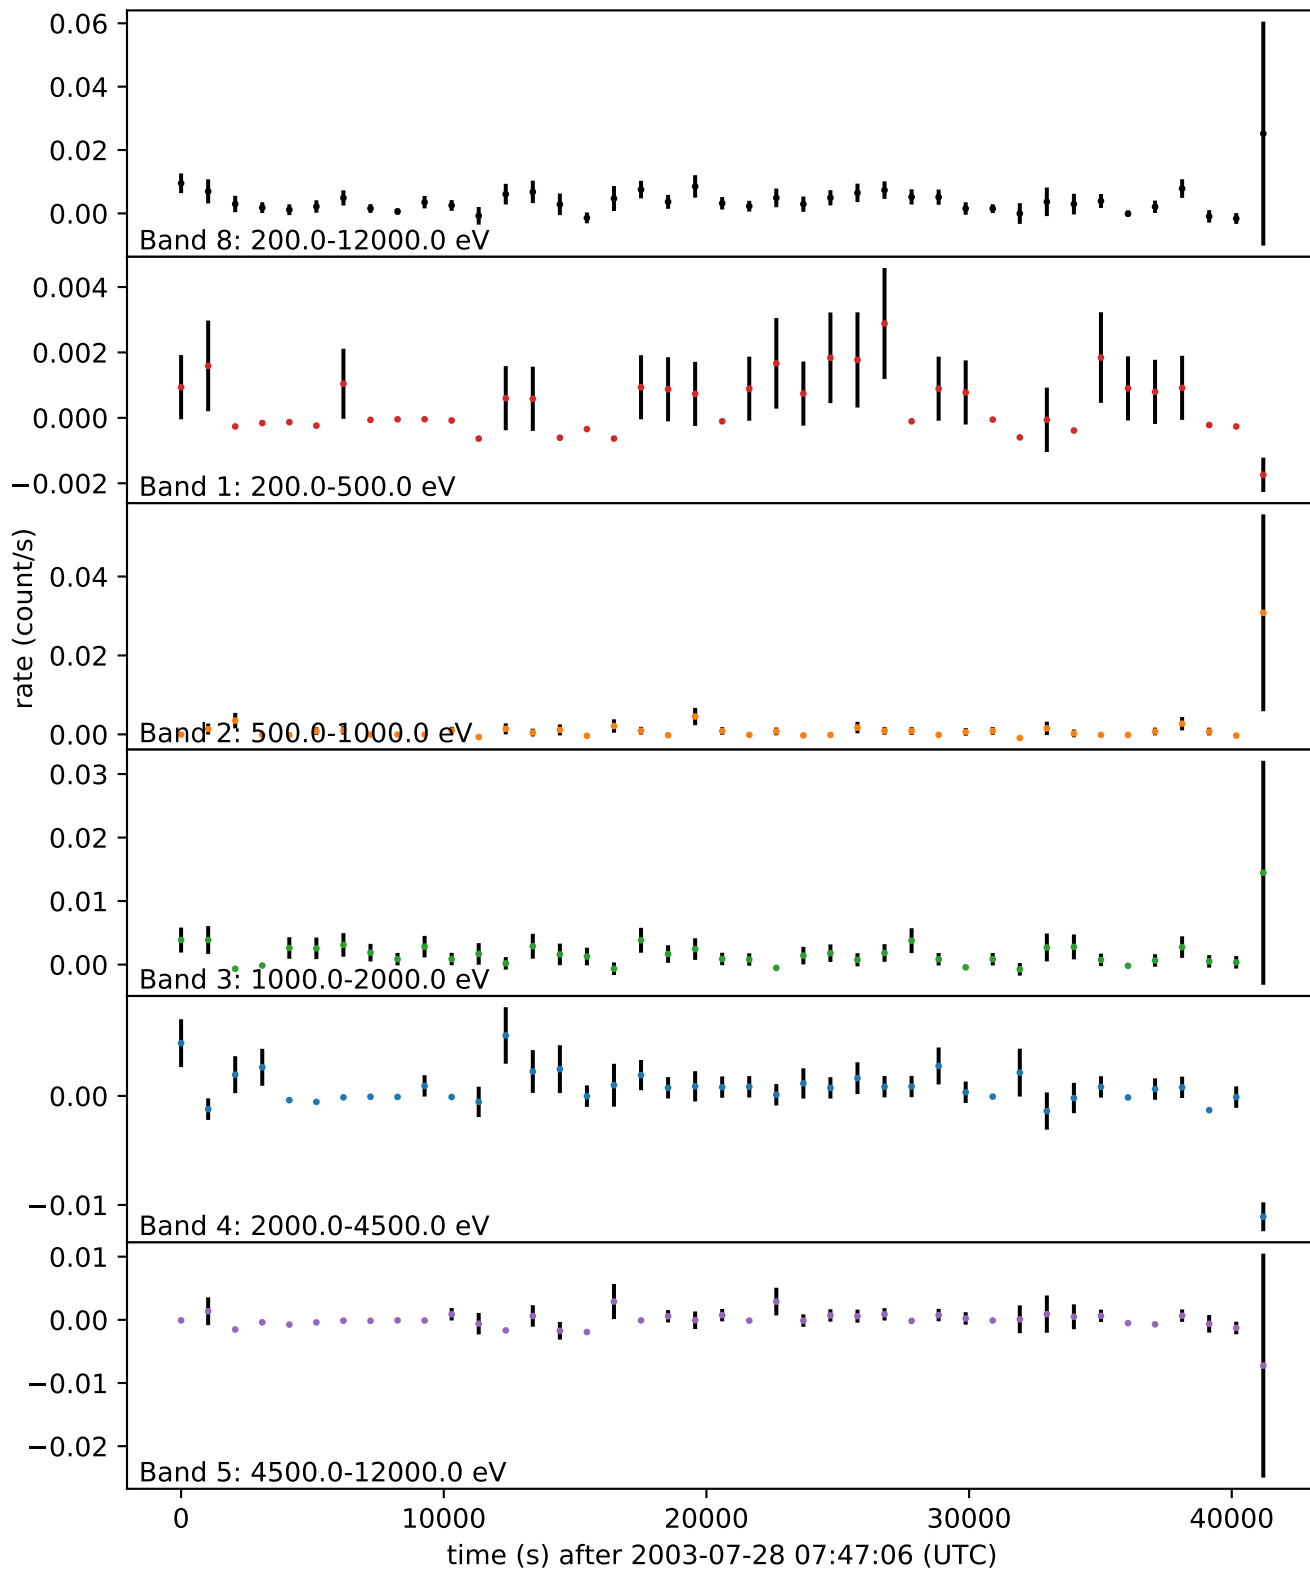 0.06
0.04
0.02
0.00
Band 8: 200.0-12000.0 eV
0.004
0.002
0.000
−0.002
Band 1: 200.0-500.0 eV
rate (count/s)
0.04
0.02
0.00
Band 2: 500.0-1000.0 eV
0.03
0.02
0.01
0.00
Band 3: 1000.0-2000.0 eV
0.00
−0.01
Band 4: 2000.0-4500.0 eV
0.01
0.00
−0.01
−0.02
Band 5: 4500.0-12000.0 eV
0 10000 20000 30000 40000
time (s) after 2003-07-28 07:47:06 (UTC)